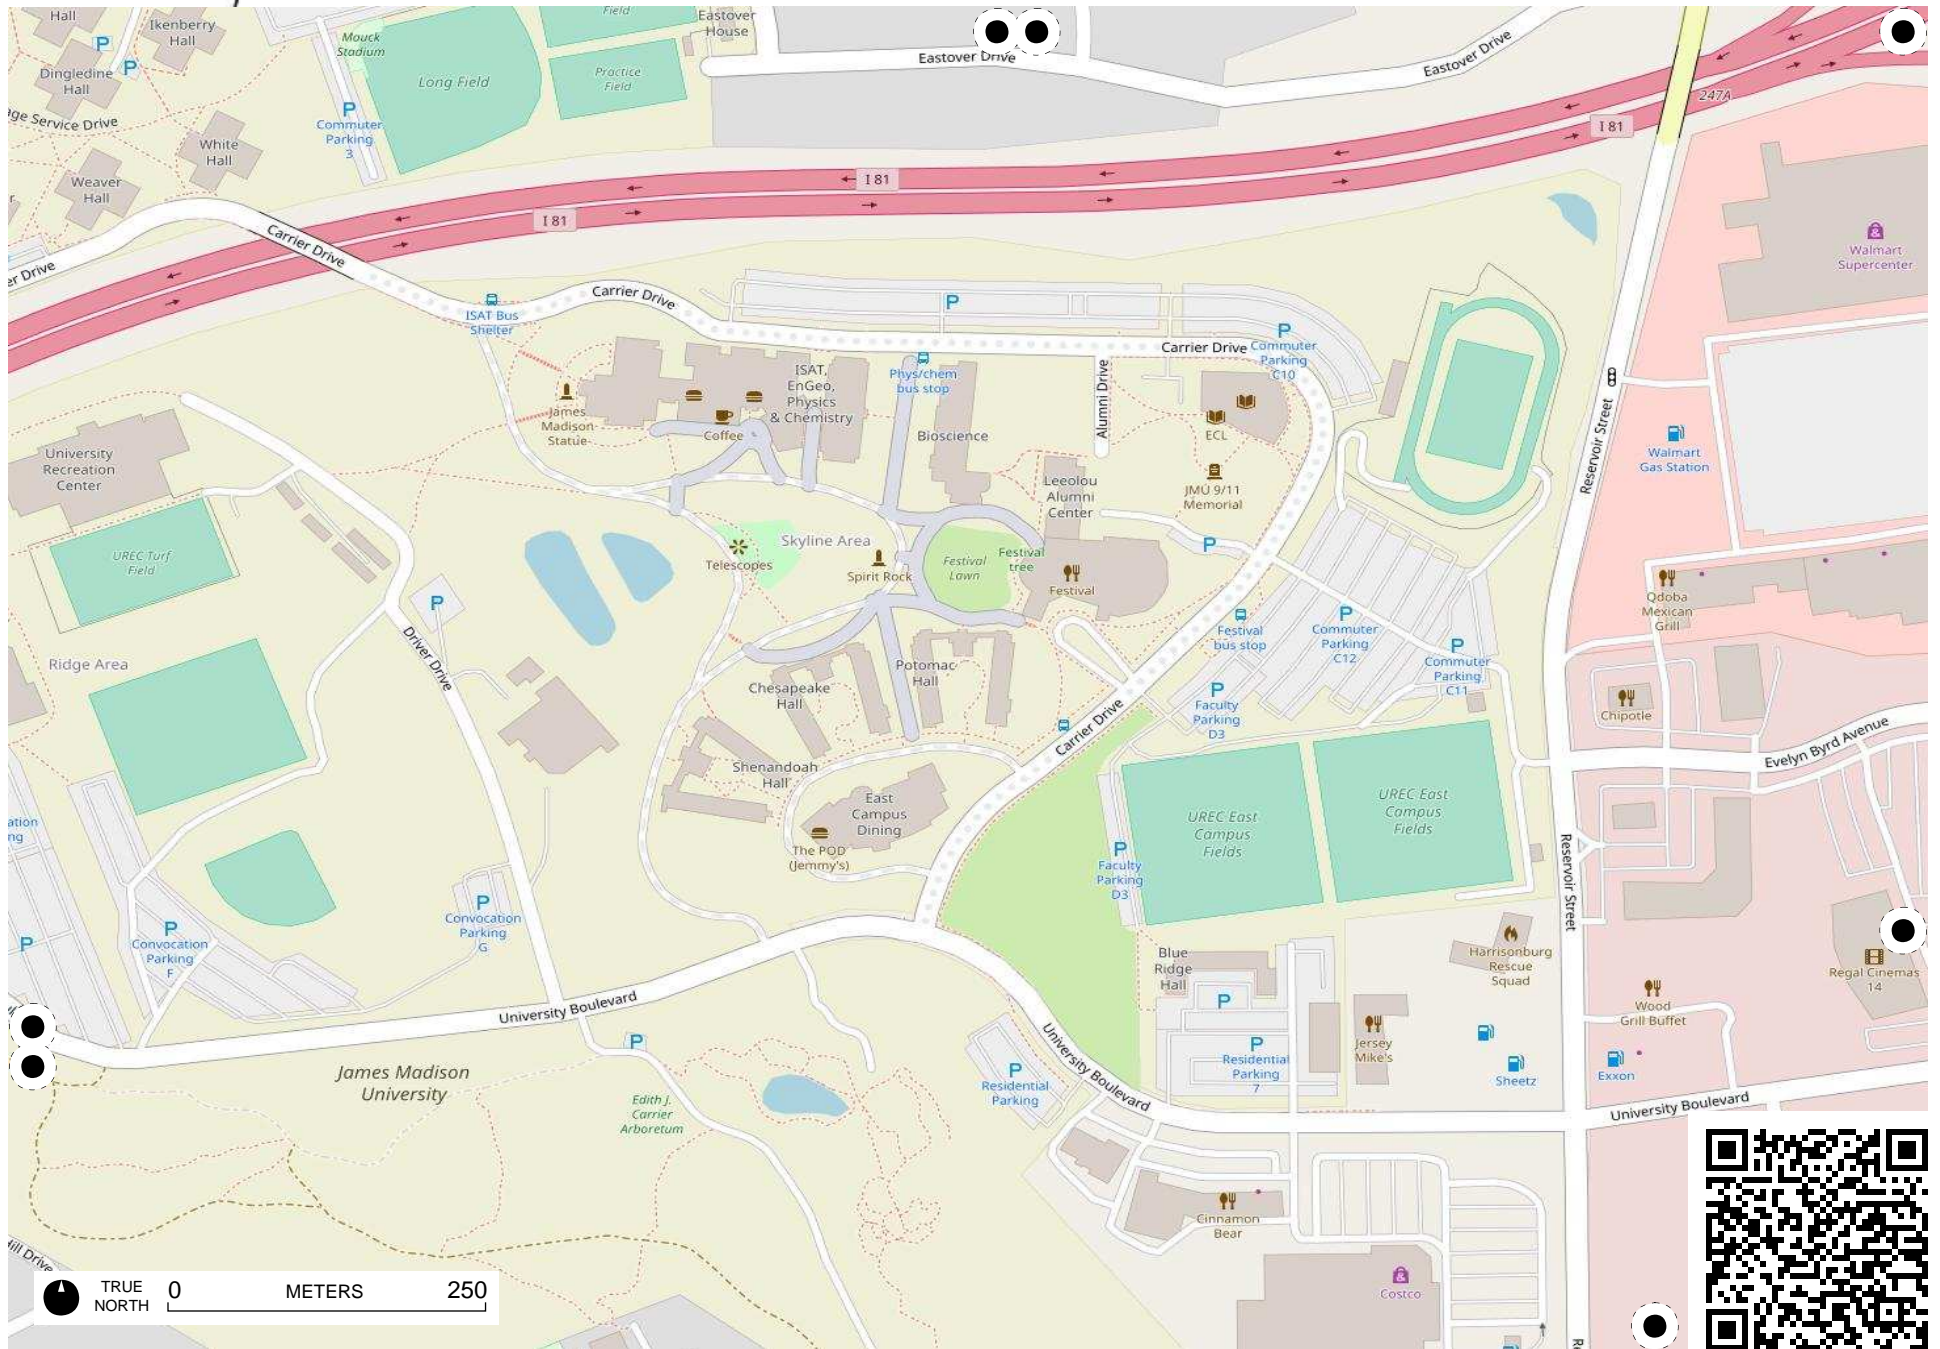 Hall
Ikenberry
Hall
Mauck
Stadium
Field
Eastover
House
Dingledine
Hall
P
P
Long Field
Practice
Field
Eastover Drive
Eastover Drive
247A
age Service Drive
P
Commuter
Parking
3
I 81
White
Hall
Weaver
Hall
I 81
I 81
Carrier Drive
er Drive
Walmart
Supercenter
ISAT Bus
Shelter
Carrier Drive
P
P
Commuter
Parking
C10
Carrier Drive
ISAT,
EnGeo,
Physics
& Chemistry
Phys/chem
bus stop
Alumni Drive
James
Madison
Statue
Coffee
Bioscience
ECL
Reservoir Street
Walmart
Gas Station
University
Recreation
Center
Leeolou
Alumni
Center
JMU 9/11
Memorial
UREC Turf
Field
Skyline Area
Telescopes
Spirit Rock
Festival
Lawn
Festival
tree
Festival
P
P
Qdoba
Mexican
Grill
Festival
bus stop
P
Commuter
Parking
C12
P
Commuter
Parking
C11
Ridge Area
Driver Drive
Chesapeake
Hall
Potomac
Hall
P
Faculty
Parking
D3
Chipotle
Carrier Drive
Evelyn Byrd Avenue
Shenandoah
Hall
East
Campus
Dining
The POD
(Jemmy's)
UREC East
Campus
Fields
UREC East
Campus
Fields
ation
ng
P
Faculty
Parking
D3
Reservoir Street
P
Convocation
Parking
G
P
Convocation
Parking
F
P
Blue
Ridge
Hall
Harrisonburg
Rescue
Squad
Regal Cinemas
14
University Boulevard
P
Wood
Grill Buffet
P
University Boulevard
P
Residential
Parking
7
Jersey
Mike's
Sheetz
Exxon
James Madison
University
P
Residential
Parking
Edith J.
Carrier
Arboretum
University Boulevard
Cinnamon
Bear
Hill Drive
Costco
TRUE
NORTH
0 METERS 250